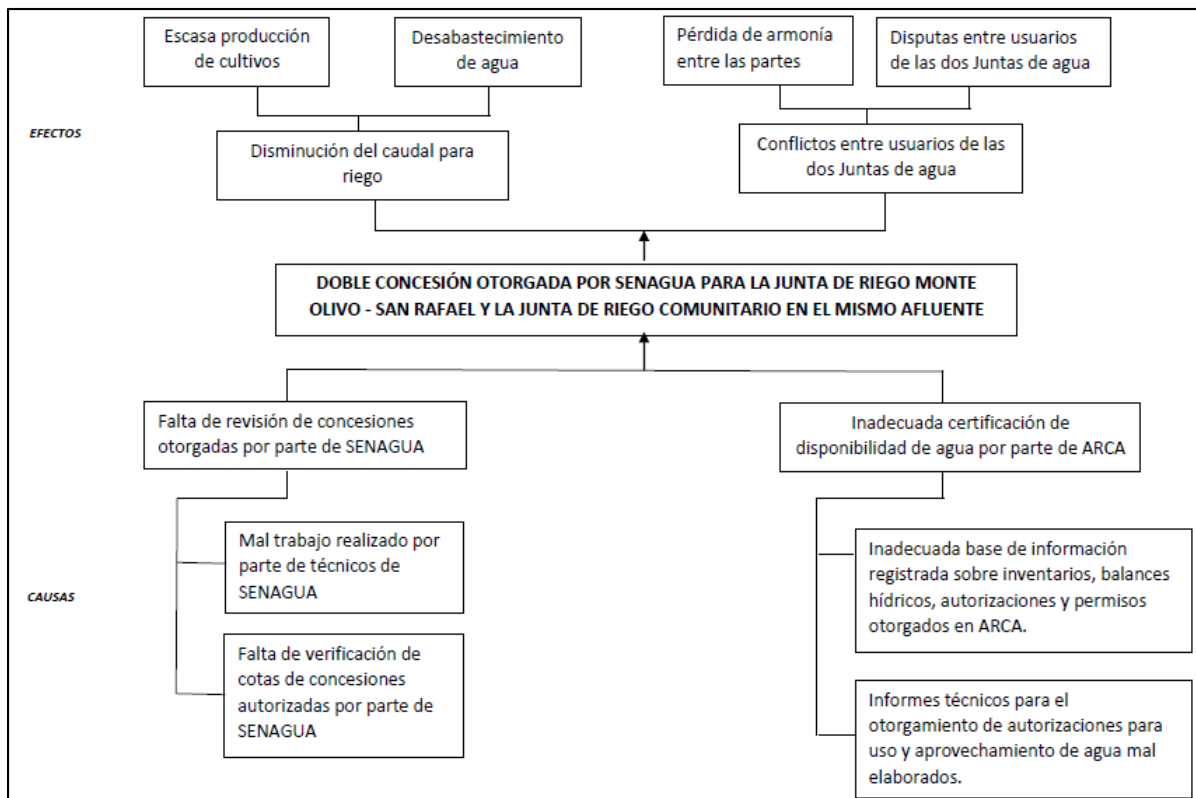 Escasa producción
de cultivos
Desabastecimiento
de agua
Pérdida de armonía
entre las partes
Disputas entre usuarios
de las dos Juntas de agua
EFECTOS
Disminución del caudal para
riego
Conflictos entre usuarios de las
dos Juntas de agua
DOBLE CONCESIÓN OTORGADA POR SENAGUA PARA LA JUNTA DE RIEGO MONTE
OLIVO - SAN RAFAEL Y LA JUNTA DE RIEGO COMUNITARIO EN EL MISMO AFLUENTE
Falta de revisión de concesiones
otorgadas por parte de SENAGUA
Inadecuada certificación de
disponibilidad de agua por parte de ARCA
Mal trabajo realizado por
parte de técnicos de
SENAGUA
Inadecuada base de información
registrada sobre inventarios, balances
hídricos, autorizaciones y permisos
otorgados en ARCA.
CAUSAS
Falta de verificación de
cotas de concesiones
autorizadas por parte de
SENAGUA
Informes técnicos para el
otorgamiento de autorizaciones para
uso y aprovechamiento de agua mal
elaborados.